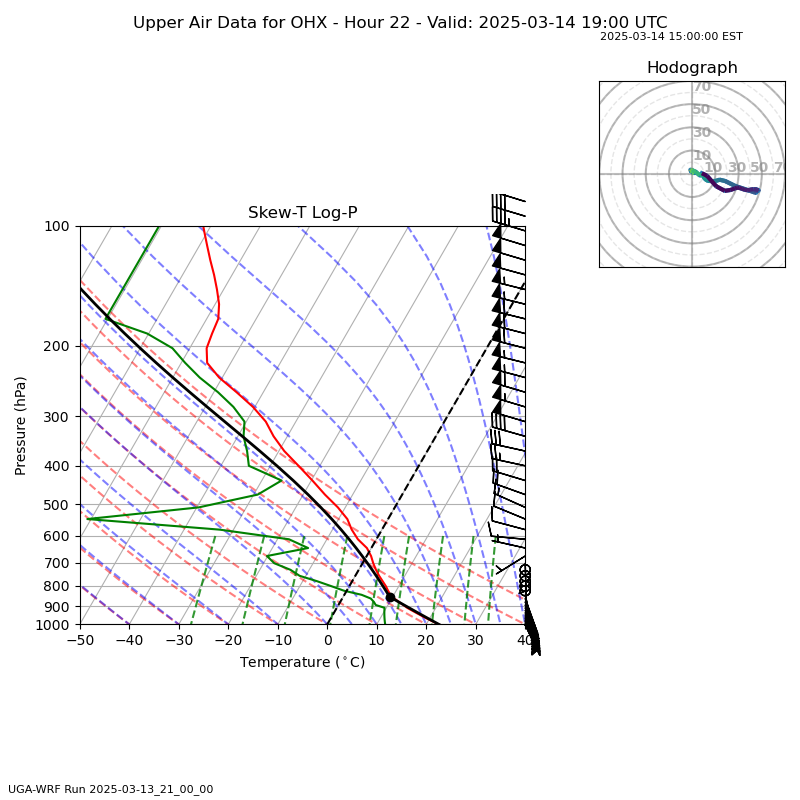 Upper Air Data for OHX - Hour 22 - Valid: 2025-03-14 19:00 UTC
2025-03-14 15:00:00 EST
Hodograph
70
50
30
10
10 30 50 7
Skew-T Log-P
100
200
300
400
500
600
700
800
900
1000
Pressure (hPa)
−50 −40 −30 −20 −10 0 10 20 30 40
Temperature (°C)
UGA-WRF Run 2025-03-13_21_00_00